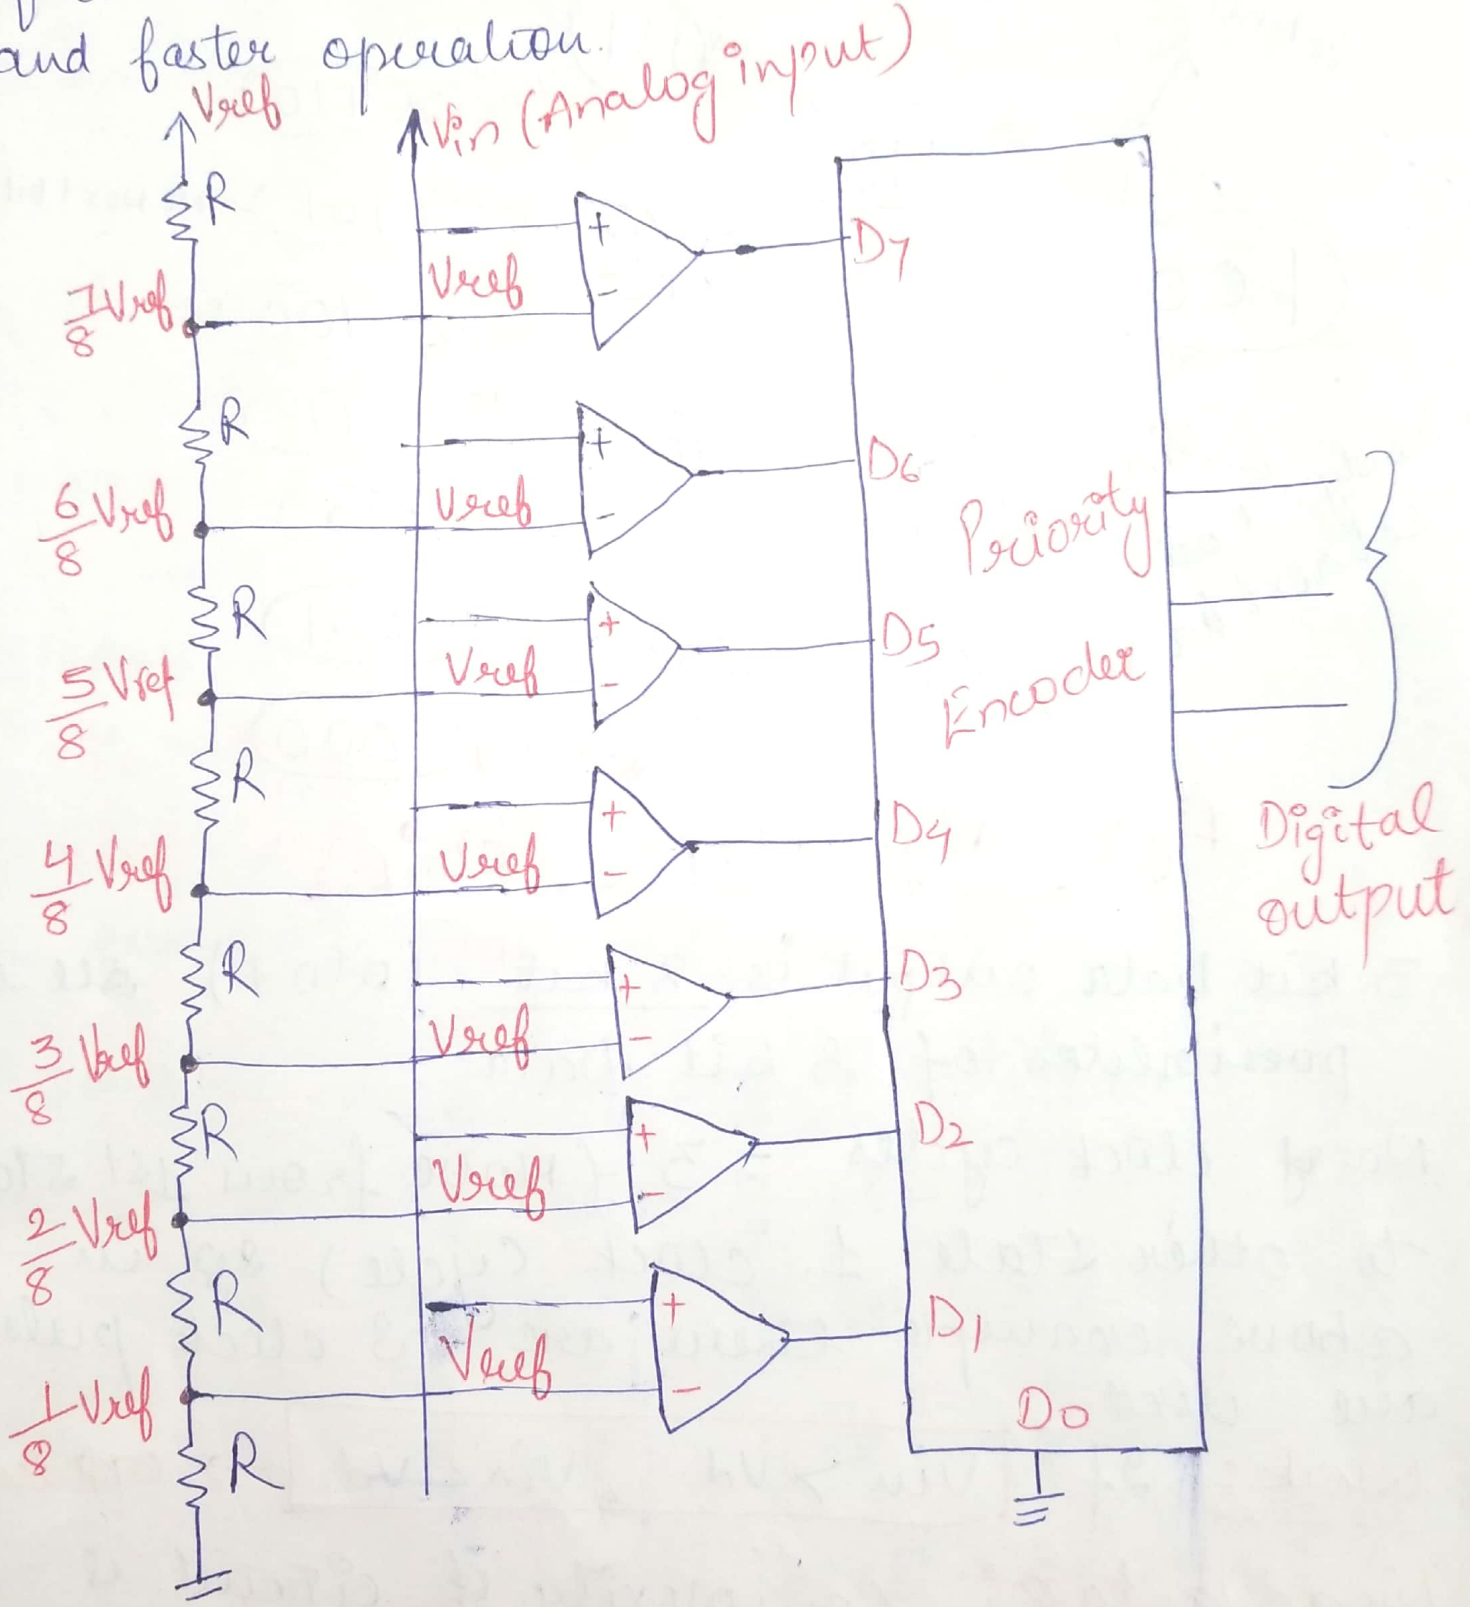 and faster operation.
Vref
Vin (Analog input)
R
+
D7
7/8 Vref
Vref
-
R
+
D6
6/8 Vref
Vref
-
Priority
R
+
D5
5/8 Vref
Vref
-
Encoder
R
+
D4
4/8 Vref
Vref
-
Digital
output
R
+
D3
3/8 Vref
Vref
-
R
+
D2
2/8 Vref
Vref
-
R
+
D1
1/8 Vref
Vref
-
D0
R